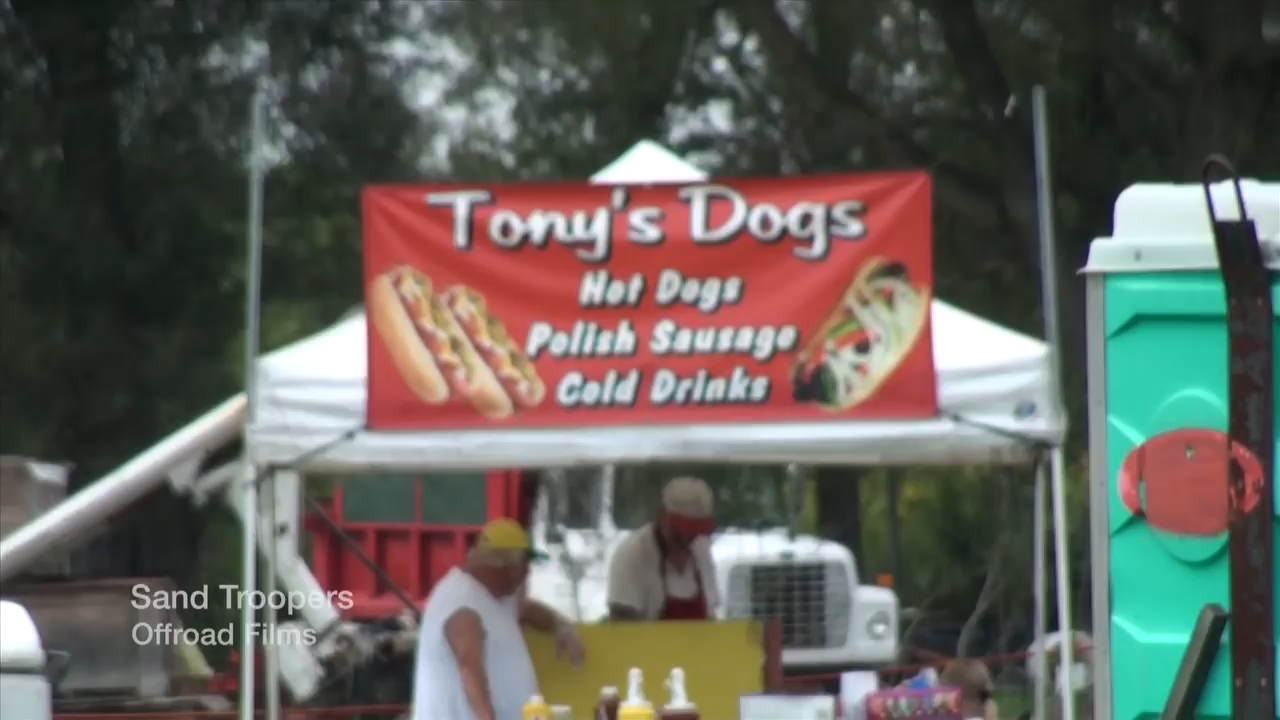 Tony's Dogs
Hot Dogs
Polish Sausage
Cold Drinks
Sand Troopers
Offroad Films